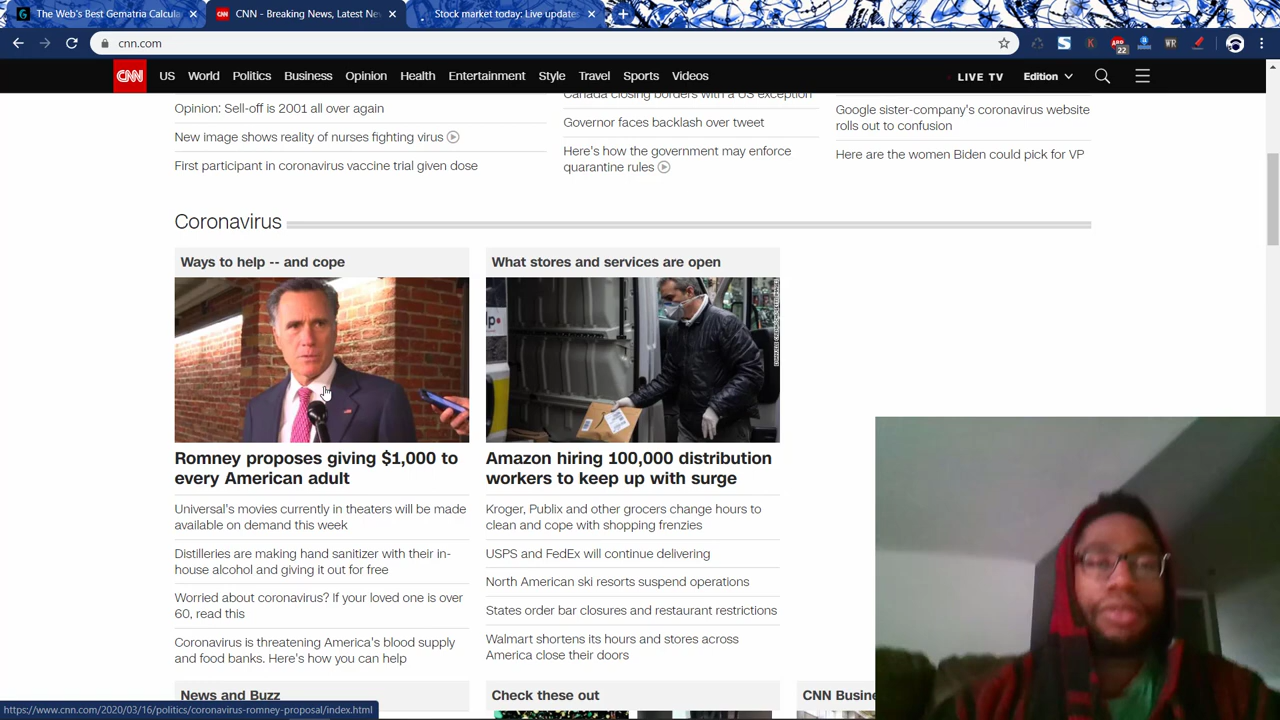 The Web's Best Gematria Calcula
CNN - Breaking News, Latest Ne
Stock market today: Live update
cnn.com
22
WR
CNN
US World Politics Business Opinion Health Entertainment Style Travel Sports Videos
LIVE TV
Edition
Opinion: Sell-off is 2001 all over again
New image shows reality of nurses fighting virus
First participant in coronavirus vaccine trial given dose
Canada closing borders with a US exception
Governor faces backlash over tweet
Here's how the government may enforce
quarantine rules
Google sister-company's coronavirus website
rolls out to confusion
Here are the women Biden could pick for VP
Coronavirus
Ways to help -- and cope
Romney proposes giving $1,000 to
every American adult
Universal's movies currently in theaters will be made
available on demand this week
Distilleries are making hand sanitizer with their in-
house alcohol and giving it out for free
Worried about coronavirus? If your loved one is over
60, read this
Coronavirus is threatening America's blood supply
and food banks. Here's how you can help
What stores and services are open
Amazon hiring 100,000 distribution
workers to keep up with surge
Kroger, Publix and other grocers change hours to
clean and cope with shopping frenzies
USPS and FedEx will continue delivering
North American ski resorts suspend operations
States order bar closures and restaurant restrictions
Walmart shortens its hours and stores across
America close their doors
News and Buzz
Check these out
CNN Busine
https://www.cnn.com/2020/03/16/politics/coronavirus-romney-proposal/index.html